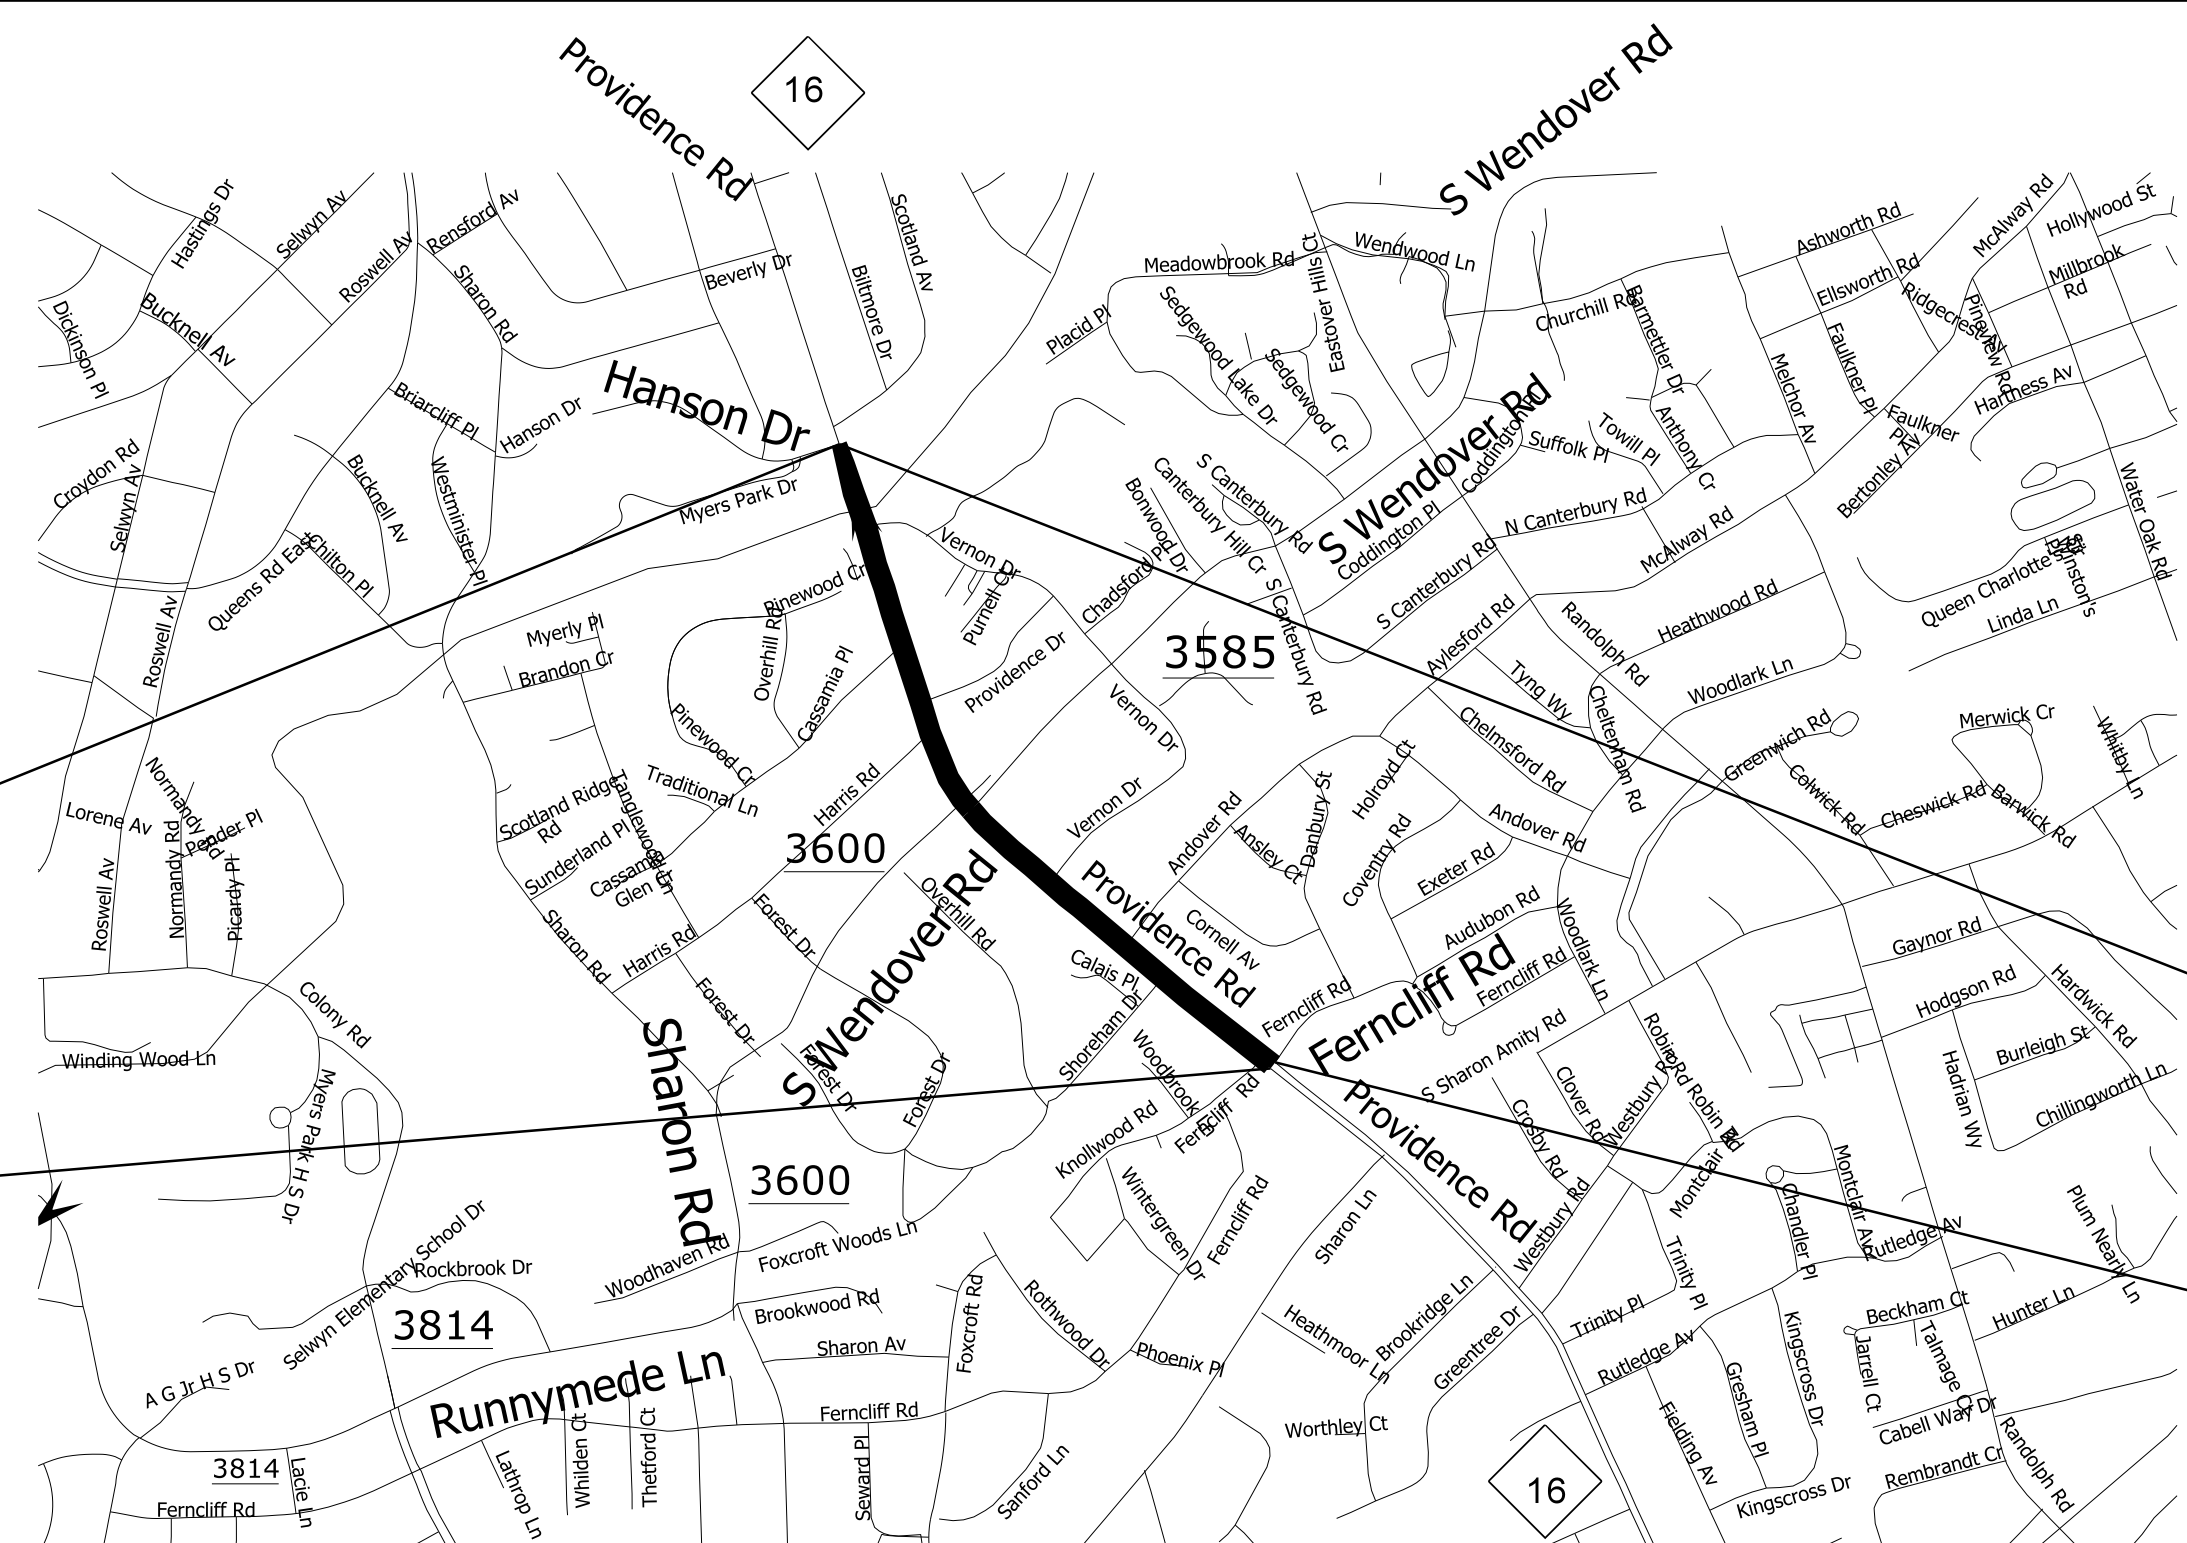 Providence Rd
16
S Wendover Rd
Hastings Dr
Selwyn Av
Rensford Av
Scotland Av
McAlway Rd
Hollywood St
Ashworth Rd
Roswell Av
Beverly Dr
Meadowbrook Rd
Wendwood Ln
Millbrook
Rd
Ellsworth Rd
Sharon Rd
Biltmore Dr
Eastover Hills Ct
Churchill Rd
Barmettler Dr
Ridgecrest Av
Pineview Rd
Dickinson Pl
Bucknell Av
Placid Pl
Sedgewood Lake Dr
Sedgewood Cr
Faulkner Pl
Melchor Av
Hanson Dr
Briarcliff Pl
Hanson Dr
S Wendover Rd
Coddington Pl
Hartness Av
Towill Pl
Anthony Cr
Faulkner
Pl
Suffolk Pl
Croydon Rd
Selwyn Av
Bucknell Av
Westminister Pl
Myers Park Dr
S Canterbury Rd
Canterbury Hill Cr
Bonwood Dr
Bertonley Av
Water Oak Rd
N Canterbury Rd
McAlway Rd
Coddington Pl
S Canterbury Rd
Queens Rd East
Chilton Pl
Vernon Dr
Purnell Ct
Chadsford Pl
S Canterbury Rd
Pinewood Cr
Queen Charlotte's
Dunston's
Linda Ln
Heathwood Rd
Aylesford Rd
Randolph Rd
Roswell Av
Myerly Pl
Brandon Cr
Overhill Rd
Cassamia Pl
Providence Dr
3585
Tyng Wy
Woodlark Ln
Cheltenham Rd
Pinewood Cr
Vernon Dr
Chelmsford Rd
Greenwich Rd
Merwick Cr
Whitby Ln
Normandy Rd
Lorene Av
Pender Pl
Normandy Rd
Picardy Pl
Roswell Av
Scotland Ridge
Rd
Tanglewood Ln
Traditional Ln
Harris Rd
Vernon Dr
Holroyd Ct
Danbury St
Colwick Rd
Cheswick Rd
Barwick Rd
Sunderland Pl
Cassamia
Glen Ct
3600
Andover Rd
Ansley Ct
Andover Rd
Coventry Rd
Exeter Rd
Sharon Rd
Harris Rd
Forest Dr
S Wendover Rd
Overhill Rd
Providence Rd
Cornell Av
Audubon Rd
Woodlark Ln
Gaynor Rd
Forest Dr
Calais Pl
Ferncliff Rd
Ferncliff Rd
Ferncliff Rd
Hodgson Rd
Hardwick Rd
Colony Rd
Winding Wood Ln
Shoreham Dr
Woodbrook
S Sharon Amity Rd
Robin Rd
Burleigh St
Hadrian Wy
Chillingworth Ln
Forest Dr
Forest Dr
Sharon Rd
Myers Park H S Dr
Knollwood Rd
Ferncliff Rd
Providence Rd
Clover Rd
Crosby Rd
Westbury Rd
Robin Rd
Montclair
Montclair Av
Plum Nearly Ln
3600
Wintergreen Dr
Ferncliff Rd
Sharon Ln
Westbury Rd
Chandler Pl
Rutledge Av
Selwyn Elementary School Dr
Rockbrook Dr
Woodhaven Rd
Foxcroft Woods Ln
Trinity Pl
Hunter Ln
3814
Brookwood Rd
Foxcroft Rd
Rothwood Dr
Heathmoor Ln
Brookridge Ln
Greentree Dr
Trinity Pl
Beckham Ct
Jarrell Ct
Talmage Ct
Sharon Av
Phoenix Pl
Rutledge Av
Kingscross Dr
Gresham Pl
A G Jr H S Dr
Runnymede Ln
Ferncliff Rd
Worthley Ct
Fielding Av
Cabell Way Dr
Whilden Ct
Thetford Ct
Seward Pl
Sanford Ln
Randolph Rd
3814
Lacie Ln
Lathrop Ln
Rembrandt Cr
Kingscross Dr
16
Ferncliff Rd